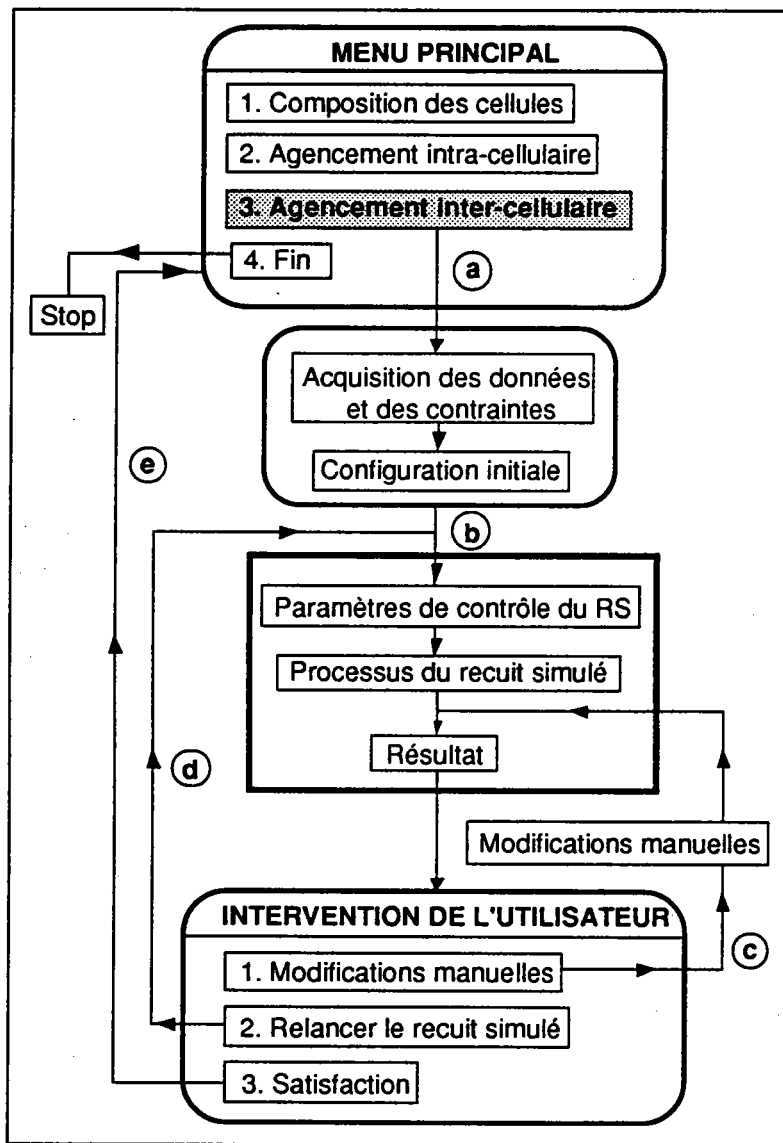 MENU PRINCIPAL
1. Composition des cellules
2. Agencement intra-cellulaire
3. Agencement inter-cellulaire
4. Fin
a
Stop
Acquisition des données
et des contraintes
Configuration initiale
e
b
Paramètres de contrôle du RS
Processus du recuit simulé
Résultat
d
Modifications manuelles
INTERVENTION DE L'UTILISATEUR
c
1. Modifications manuelles
2. Relancer le recuit simulé
3. Satisfaction